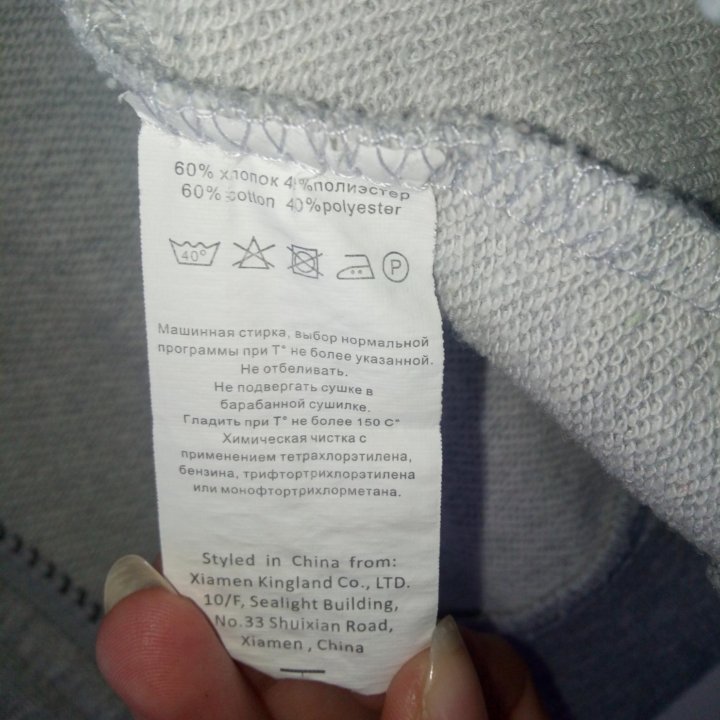 60% хлопок 4 %полиэстер
60% cotton 40%polyester
40° P
Машинная стирка, выбор нормальной
программы при Т° не более указанной.
Не отбеливать.
Не подвергать сушке в
барабанной сушилке.
Гладить при Т° не более 150 С°
Химическая чистка с
применением тетрахлорэтилена,
бензина, трифтортрихлорэтилена
или монофтортрихлорметана.
Styled in China from:
Xiamen Kingland Co., LTD.
10/F, Sealight Building,
No.33 Shuixian Road,
Xiamen , China